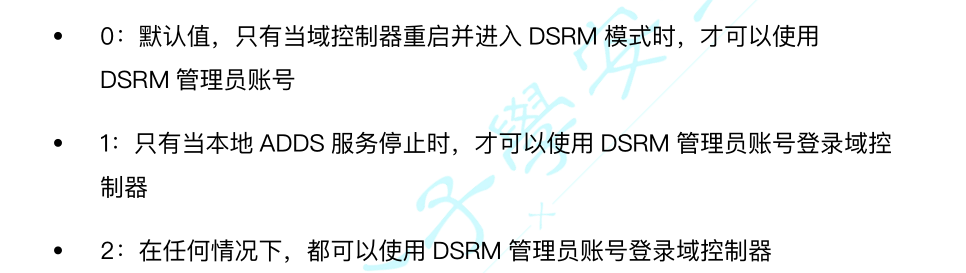 • 0：默认值，只有当域控制器重启并进入 DSRM 模式时，才可以使用
DSRM 管理员账号
• 1：只有当本地 ADDS 服务停止时，才可以使用 DSRM 管理员账号登录域控
制器
• 2：在任何情况下，都可以使用 DSRM 管理员账号登录域控制器